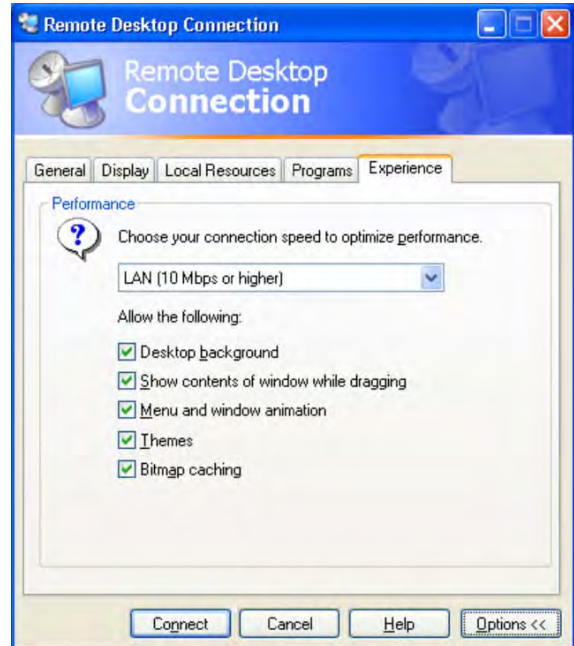 Remote Desktop Connection
Remote Desktop
Connection
General Display Local Resources Programs Experience
Performance
?
Choose your connection speed to optimize performance.
LAN (10 Mbps or higher)
Allow the following:
Desktop background
Show contents of window while dragging
Menu and window animation
Themes
Bitmap caching
Connect Cancel Help Options <<